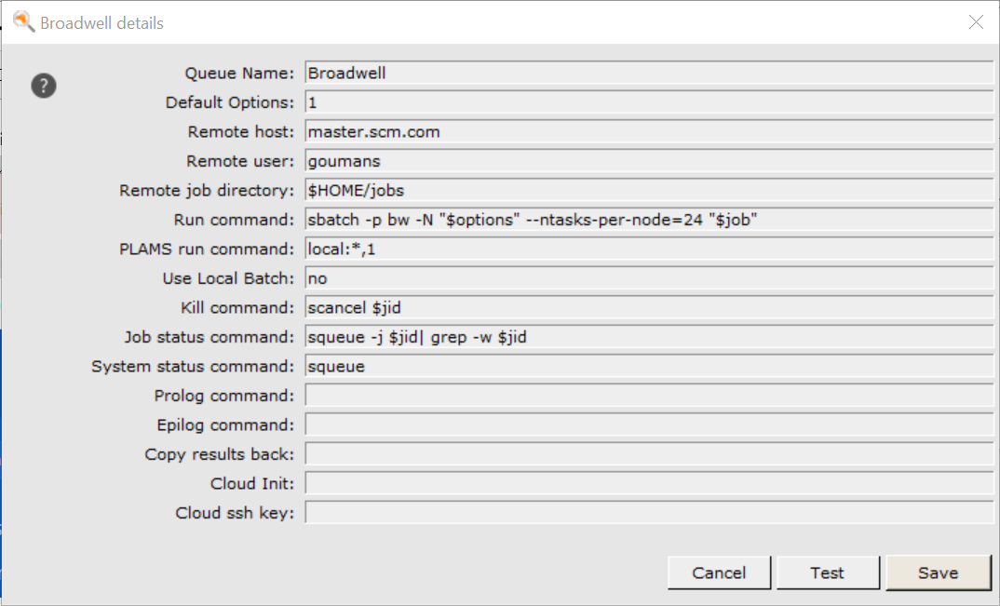 Broadwell details
?
Queue Name: Broadwell
Default Options: 1
Remote host: master.scm.com
Remote user: goumans
Remote job directory: $HOME/jobs
Run command: sbatch -p bw -N "$options" --ntasks-per-node=24 "$job"
PLAMS run command: local:*,1
Use Local Batch: no
Kill command: scancel $jid
Job status command: squeue -j $jid| grep -w $jid
System status command: squeue
Prolog command:
Epilog command:
Copy results back:
Cloud Init:
Cloud ssh key:
Cancel Test Save